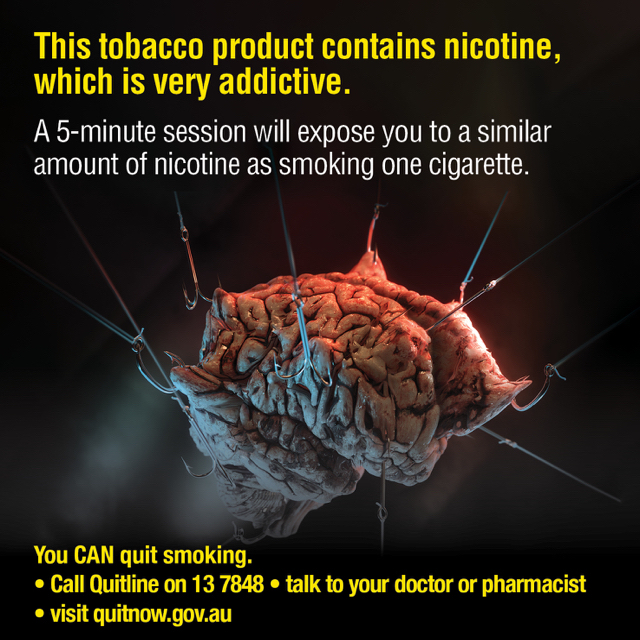 This tobacco product contains nicotine,
which is very addictive.
A 5-minute session will expose you to a similar
amount of nicotine as smoking one cigarette.
You CAN quit smoking.
• Call Quitline on 13 7848 • talk to your doctor or pharmacist
• visit quitnow.gov.au